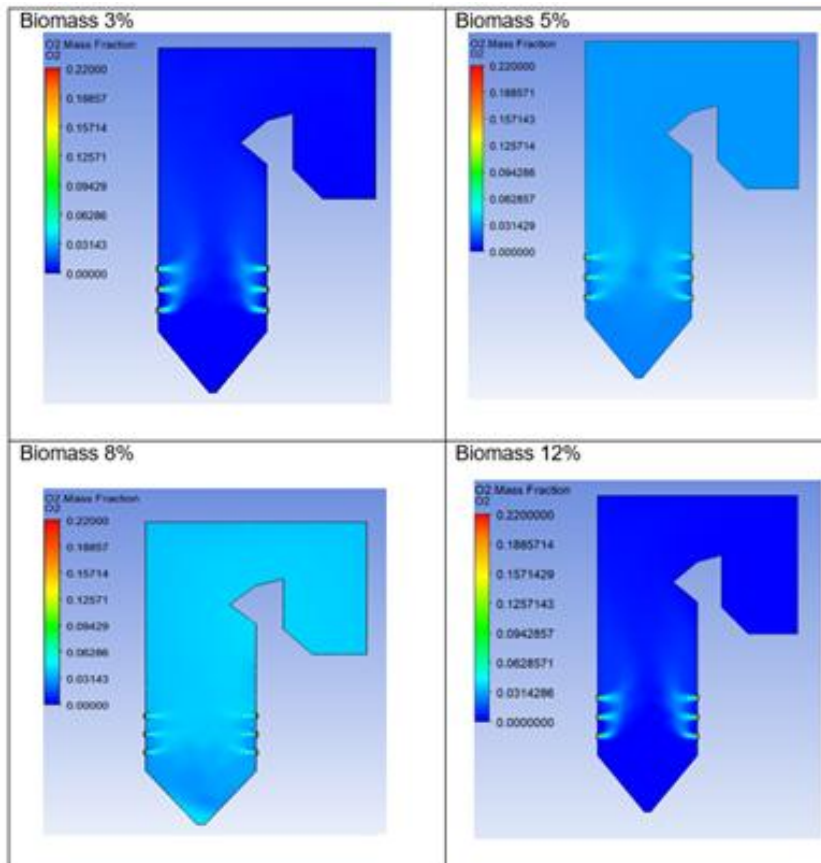 Biomass 3%
O2.Mass Fraction
O2
0.22000
0.18857
0.15714
0.12571
0.09429
0.06286
0.03143
0.00000
Biomass 5%
O2.Mass Fraction
O2
0.220000
0.188571
0.157143
0.125714
0.094286
0.062857
0.031429
0.000000
Biomass 8%
O2.Mass Fraction
O2
0.22000
0.18857
0.15714
0.12571
0.09429
0.06286
0.03143
0.00000
Biomass 12%
O2.Mass Fraction
O2
0.2200000
0.1885714
0.1571429
0.1257143
0.0942857
0.0628571
0.0314286
0.0000000